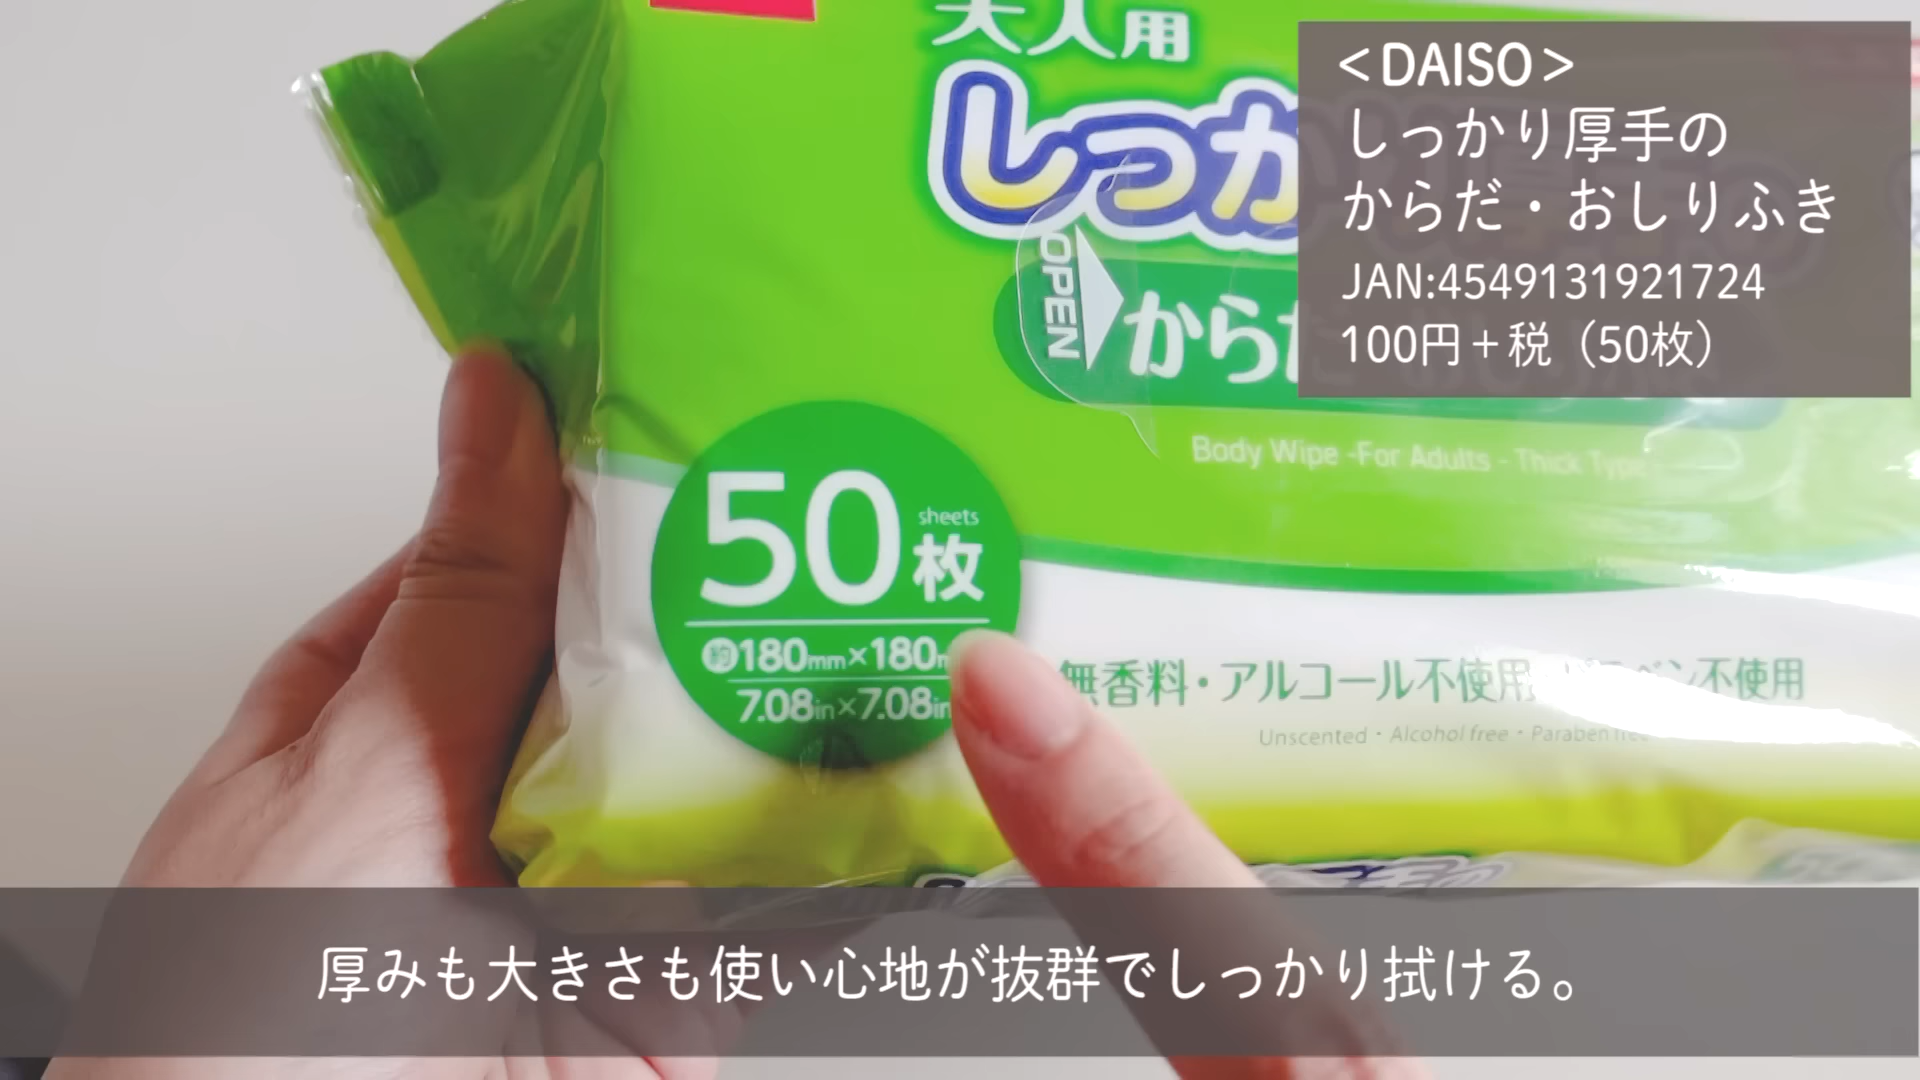 大人用
しっか
OPEN
から
Body Wipe -For Adults - Thick Type
50 sheets 枚
約180mm×180
7.08in×7.08in
無香料・アルコール不使用 パラベン不使用
Unscented・Alcohol free・Paraben free
<DAISO>
しっかり厚手の
からだ・おしりふき
JAN:4549131921724
100円+税(50枚)
厚みも大きさも使い心地が抜群でしっかり拭ける。